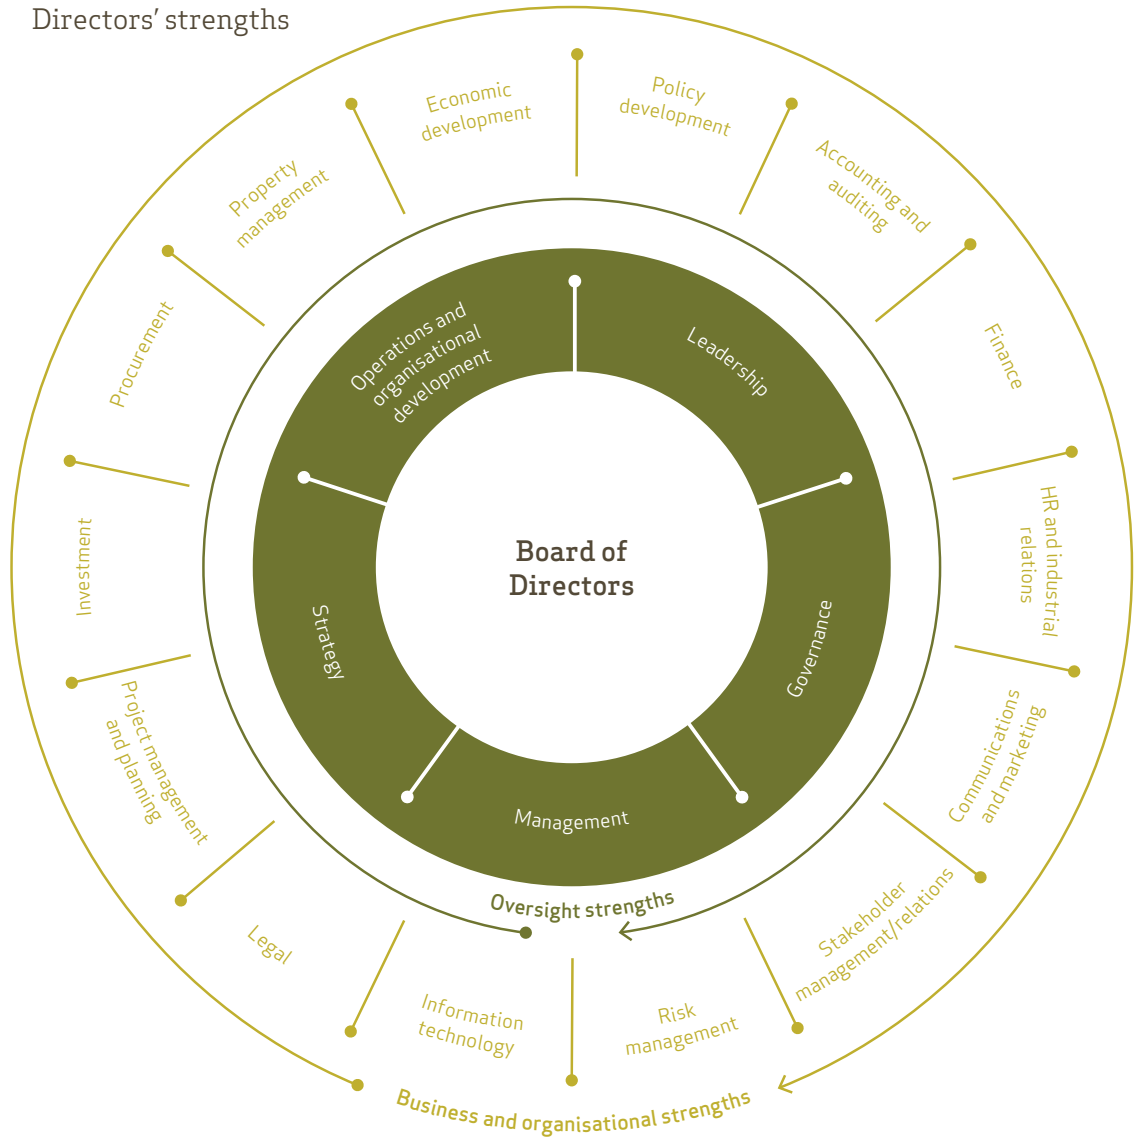 Directors’ strengths
Economic
development
Policy
development
Accounting and
auditing
Finance
HR and industrial
relations
Communications
and marketing
Stakeholder
management/relations
Risk
management
Information
technology
Legal
Project management
and planning
Investment
Procurement
Property
management
Operations and
organisational
development
Leadership
Governance
Management
Strategy
Board of
Directors
Oversight strengths
Business and organisational strengths